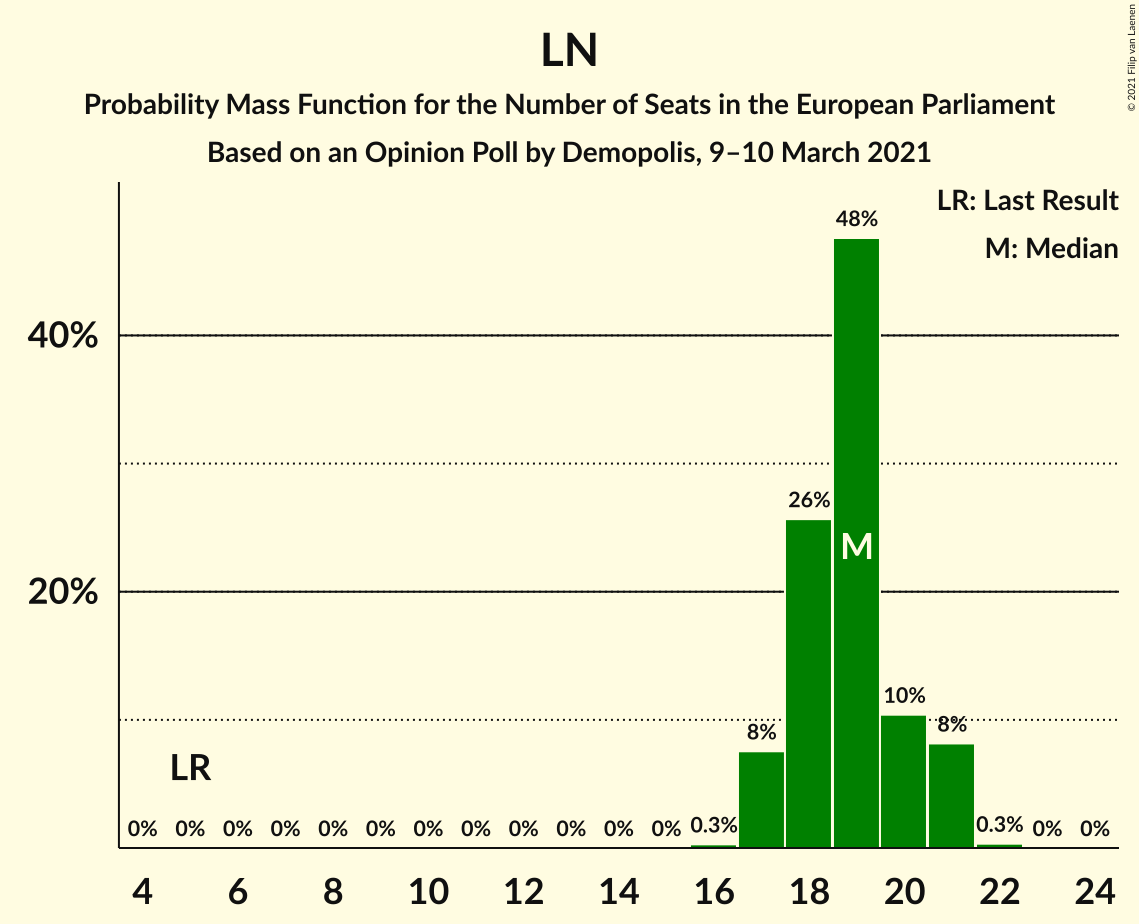 LN
Probability Mass Function for the Number of Seats in the European Parliament
Based on an Opinion Poll by Demopolis, 9–10 March 2021
© 2021 Filip van Laenen
LR: Last Result
M: Median
48%
40%
26%
M
20%
10%
8%
8%
LR
0% 0% 0% 0% 0% 0% 0% 0% 0% 0% 0% 0% 0.3% 0.3% 0% 0%
4 6 8 10 12 14 16 18 20 22 24